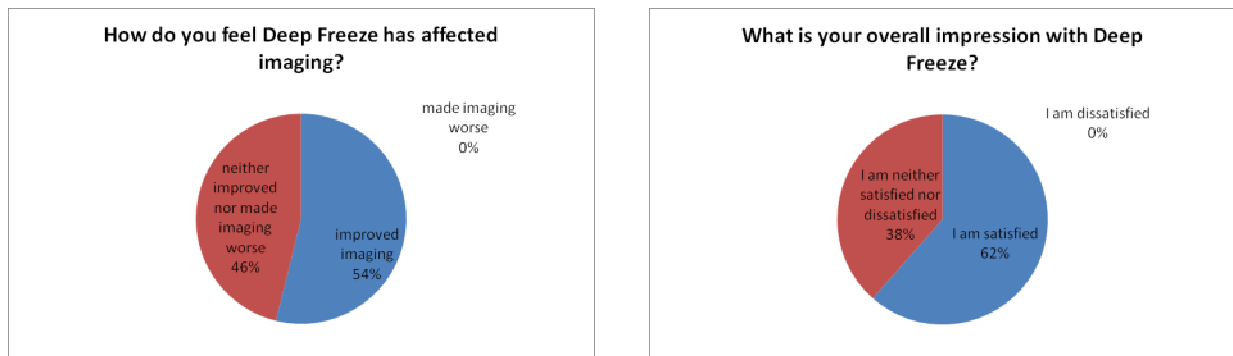 How do you feel Deep Freeze has affected
imaging?
made imaging
worse
0%
neither
improved
nor made
imaging
worse
46%
improved
imaging
54%
What is your overall impression with Deep
Freeze?
I am dissatisfied
0%
I am neither
satisfied nor
dissatisfied
38%
I am satisfied
62%